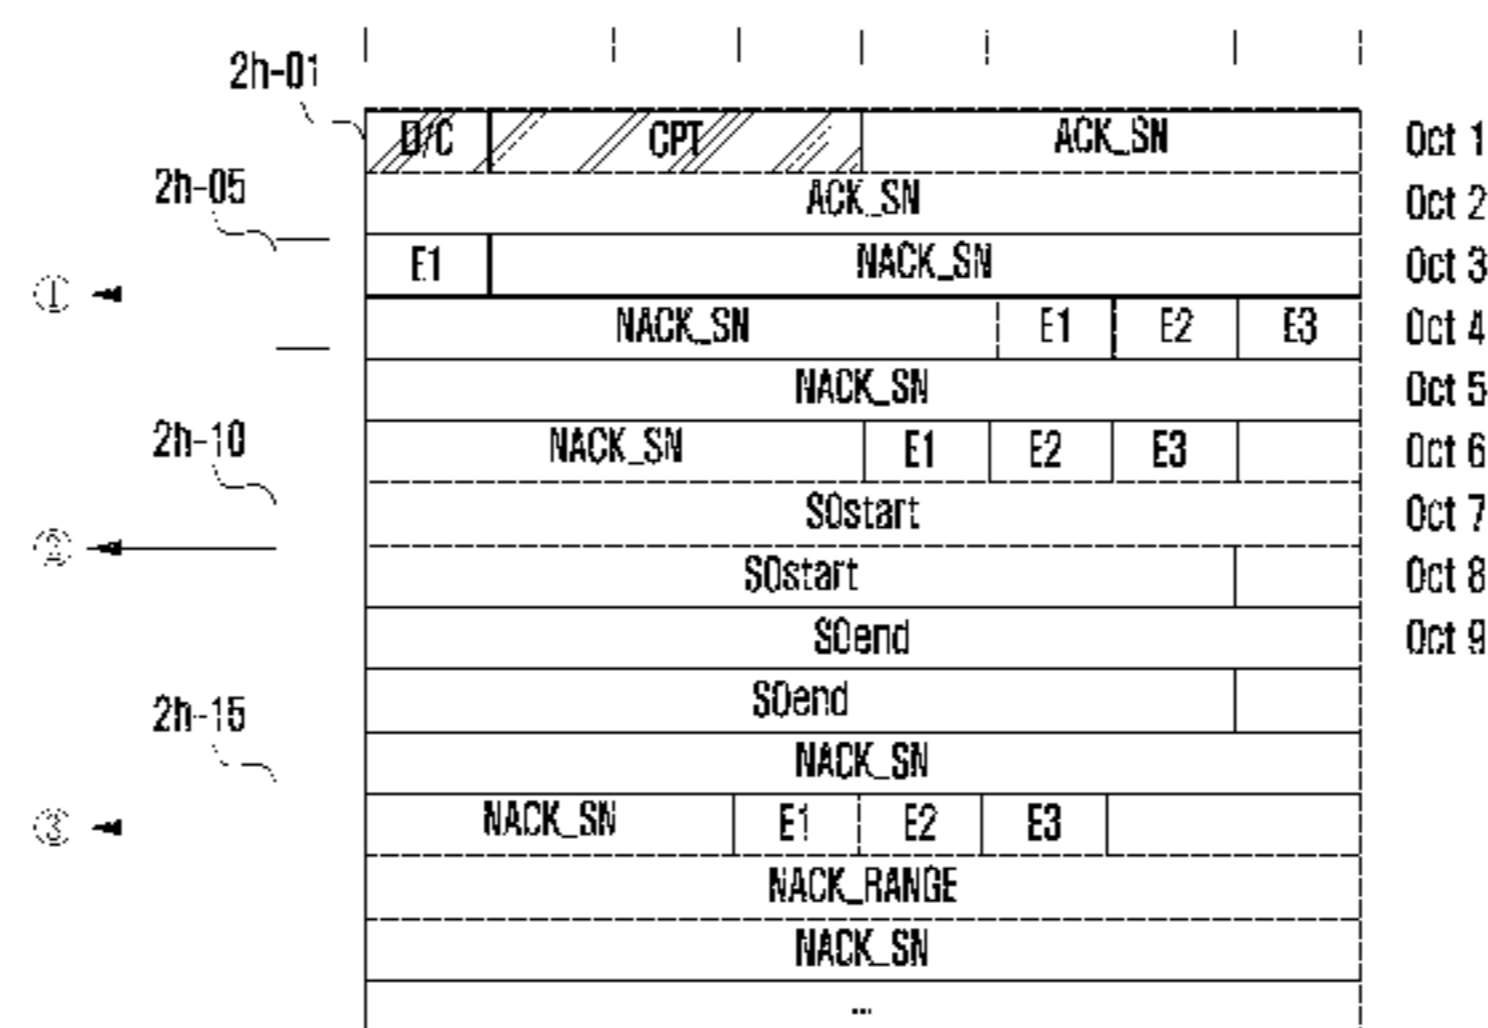 2h-01
D/C CPT ACK_SN Oct 1
2h-05
ACK_SN Oct 2
E1 NACK_SN Oct 3
①
NACK_SN E1 E2 E3 Oct 4
NACK_SN Oct 5
2h-10
NACK_SN E1 E2 E3 Oct 6
SOstart Oct 7
②
SOstart Oct 8
SOend Oct 9
2h-15
SOend
NACK_SN
③
NACK_SN E1 E2 E3
NACK_RANGE
NACK_SN
...